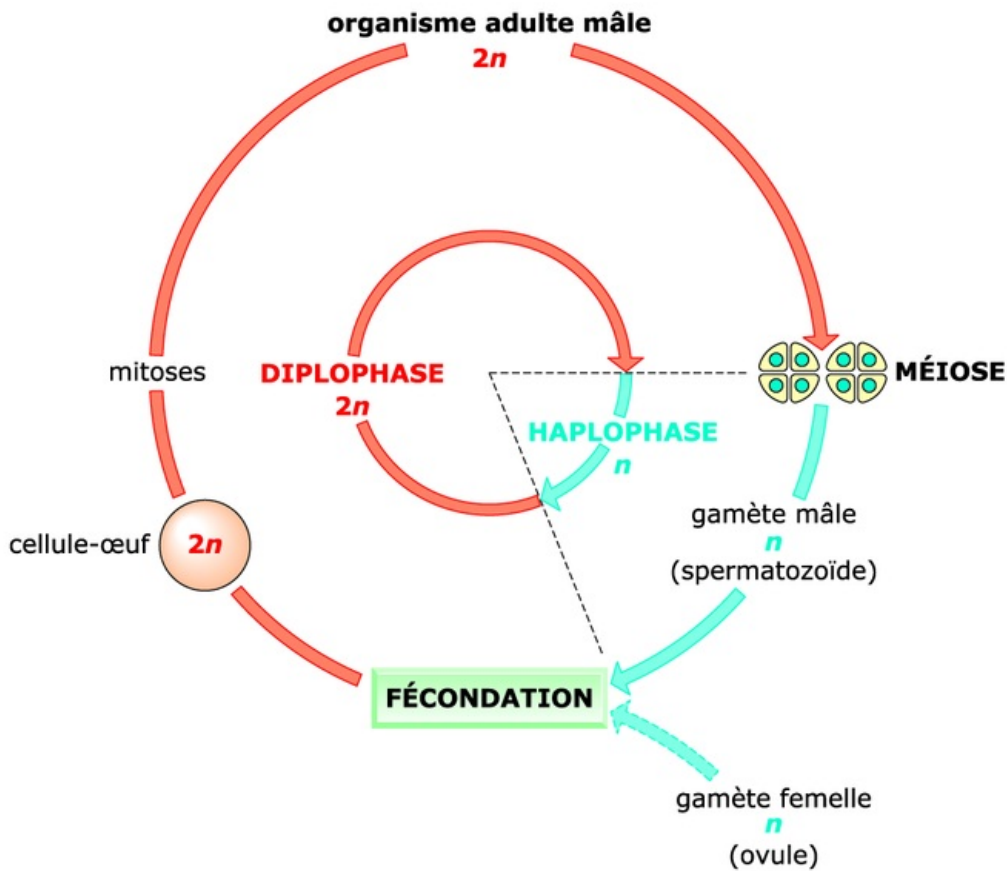 organisme adulte mâle
2n
mitoses
DIPLOPHASE
2n
MÉIOSE
HAPLOPHASE
n
gamète mâle
n
(spermatozoïde)
cellule-œuf
2n
FÉCONDATION
gamète femelle
n
(ovule)